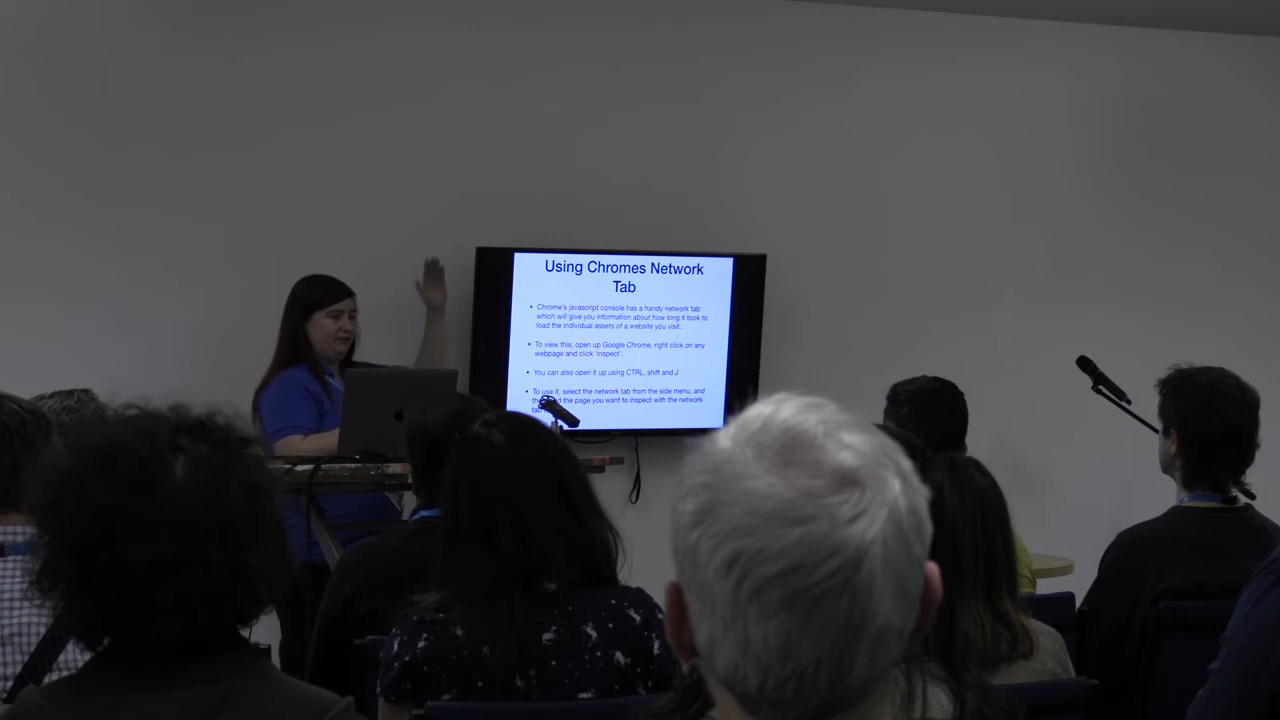 Using Chromes Network
Tab
• Chrome's javascript console has a handy network tab
which will give you information about how long it took to
load the individual assets of a website you visit.
• To view this, open up Google Chrome, right click on any
webpage and click 'inspect'.
• You can also open it up using CTRL, shift and J
• To use it, select the network tab from the side menu, and
the page you want to inspect with the network
tab